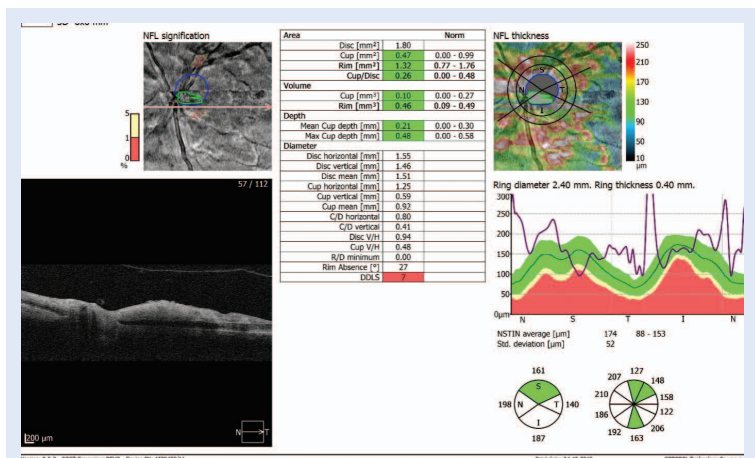 NFL signification
5
1
0
%
57 / 112
200 µm
N T
Area Norm
Disc [mm²] 1.80
Cup [mm²] 0.47 0.00 - 0.99
Rim [mm²] 1.32 0.77 - 1.76
Cup/Disc 0.26 0.00 - 0.48
Volume
Cup [mm³] 0.10 0.00 - 0.27
Rim [mm³] 0.46 0.09 - 0.49
Depth
Mean Cup depth [mm] 0.21 0.00 - 0.30
Max Cup depth [mm] 0.48 0.00 - 0.58
Diameter
Disc horizontal [mm] 1.55
Disc vertical [mm] 1.46
Disc mean [mm] 1.51
Cup horizontal [mm] 1.25
Cup vertical [mm] 0.59
Cup mean [mm] 0.92
C/D horizontal 0.80
C/D vertical 0.41
Disc V/H 0.94
Cup V/H 0.48
R/D minimum 0.00
Rim Absence [°] 27
DDLS 7
NFL thickness
S
N T
I
250
210
170
130
90
50
10
µm
Ring diameter 2.40 mm. Ring thickness 0.40 mm.
300
250
200
150
100
50
0µm
N S T I N
NSTIN average [µm] 174 88 - 153
Std. deviation [µm] 52
161
S
198 N T 140
I
187
127
207 148
210 158
186 122
192 206
163